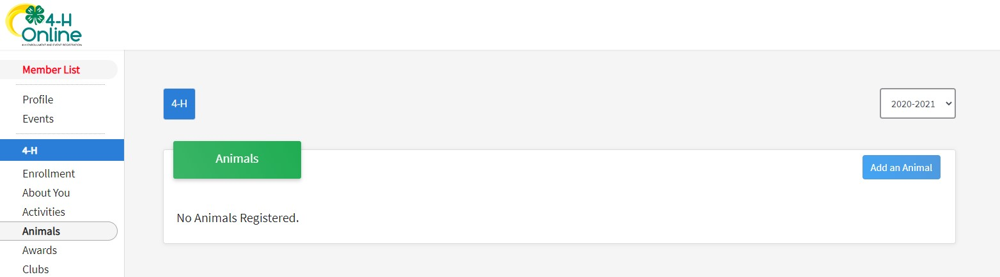 4-H
Online
4-H ENROLLMENT AND EVENT REGISTRATION
Member List
Profile
Events
4-H
Enrollment
About You
Activities
Animals
Awards
Clubs
4-H
2020-2021
Animals
Add an Animal
No Animals Registered.